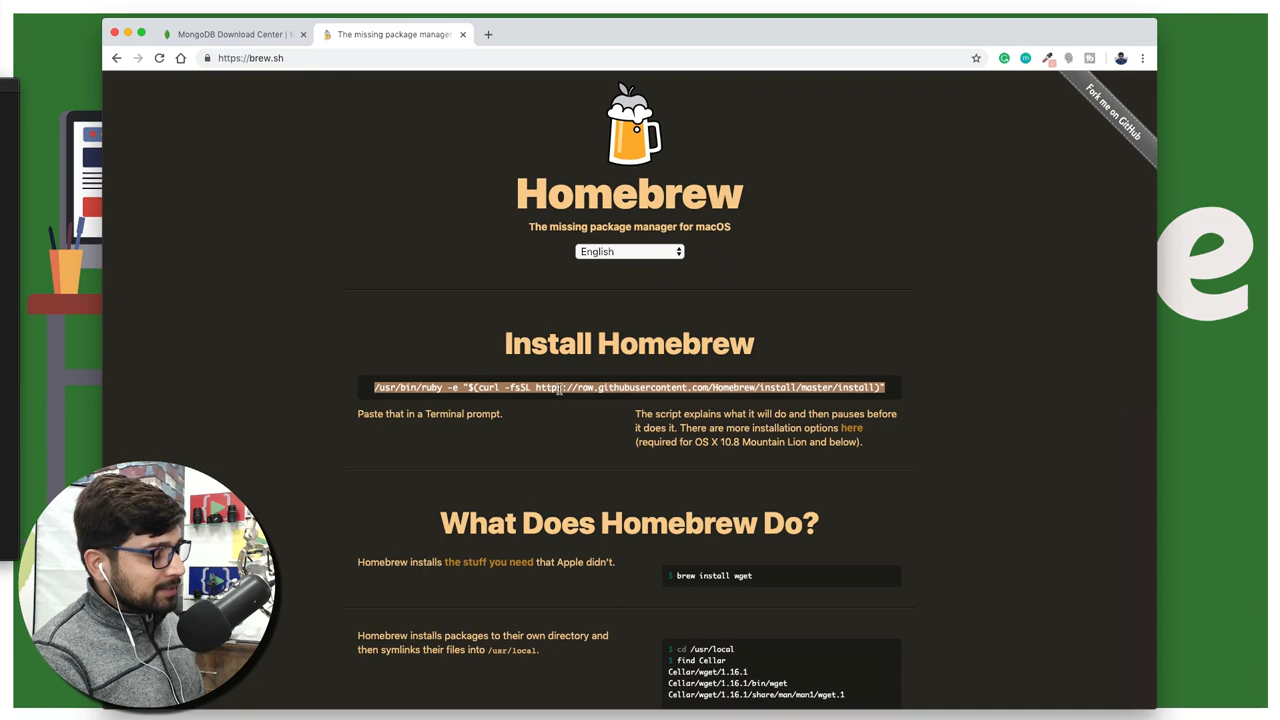 MongoDB Download Center | M
The missing package manager
https://brew.sh
Fork me on GitHub
Homebrew
The missing package manager for macOS
English
Install Homebrew
/usr/bin/ruby -e "$(curl -fsSL https://raw.githubusercontent.com/Homebrew/install/master/install)"
Paste that in a Terminal prompt.
The script explains what it will do and then pauses before
it does it. There are more installation options here
(required for OS X 10.8 Mountain Lion and below).
What Does Homebrew Do?
Homebrew installs the stuff you need that Apple didn't.
$ brew install wget
Homebrew installs packages to their own directory and
then symlinks their files into /usr/local.
$ cd /usr/local
$ find Cellar
Cellar/wget/1.16.1
Cellar/wget/1.16.1/bin/wget
Cellar/wget/1.16.1/share/man/man1/wget.1
e